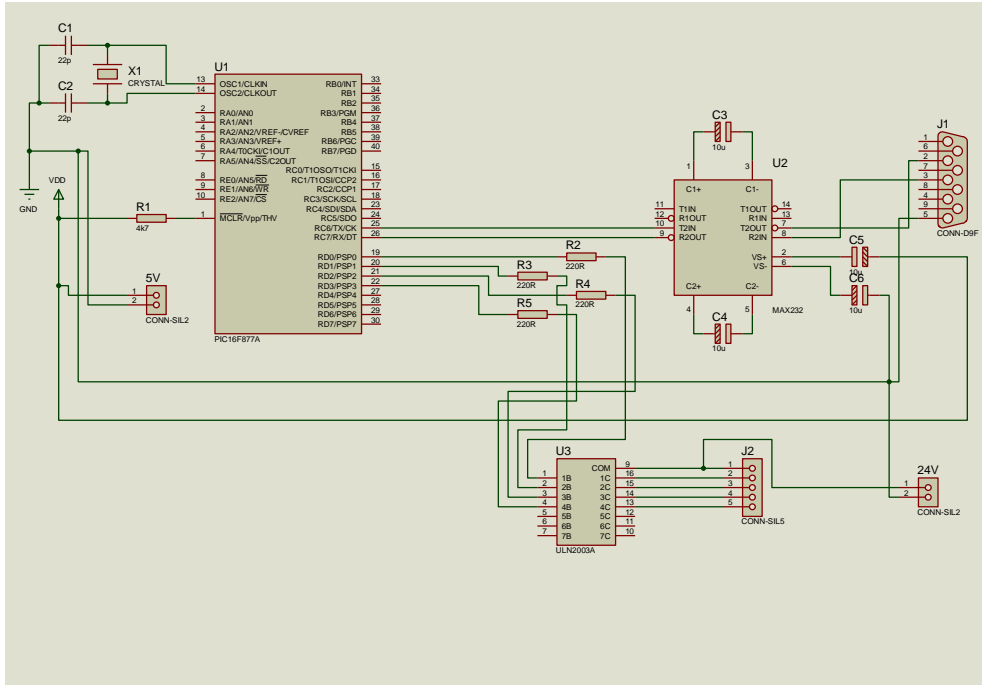 C1
22p
X1
CRYSTAL
C2
22p
GND
VDD
R1
4k7
5V
1
2
CONN-SIL2
U1
13 OSC1/CLKIN
14 OSC2/CLKOUT
2 RA0/AN0
3 RA1/AN1
4 RA2/AN2/VREF-/CVREF
5 RA3/AN3/VREF+
6 RA4/T0CKI/C1OUT
7 RA5/AN4/SS/C2OUT
8 RE0/AN5/RD
9 RE1/AN6/WR
10 RE2/AN7/CS
1 MCLR/Vpp/THV
RB0/INT 33
RB1 34
RB2 35
RB3/PGM 36
RB4 37
RB5 38
RB6/PGC 39
RB7/PGD 40
RC0/T1OSO/T1CKI 15
RC1/T1OSI/CCP2 16
RC2/CCP1 17
RC3/SCK/SCL 18
RC4/SDI/SDA 23
RC5/SDO 24
RC6/TX/CK 25
RC7/RX/DT 26
RD0/PSP0 19
RD1/PSP1 20
RD2/PSP2 21
RD3/PSP3 22
RD4/PSP4 27
RD5/PSP5 28
RD6/PSP6 29
RD7/PSP7 30
PIC16F877A
R2
220R
R3
220R
R4
220R
R5
220R
C3
10u
U2
1 3
C1+ C1-
11 T1IN
12 R1OUT
10 T2IN
9 R2OUT
T1OUT 14
R1IN 13
T2OUT 7
R2IN 8
VS+ 2
VS- 6
C2+ C2-
4 5
MAX232
C4
10u
C5
10u
C6
10u
J1
1
6
2
7
3
8
4
9
5
CONN-D9F
U3
1 1B
2 2B
3 3B
4 4B
5 5B
6 6B
7 7B
COM 9
1C 16
2C 15
3C 14
4C 13
5C 12
6C 11
7C 10
ULN2003A
J2
1
2
3
4
5
CONN-SIL5
24V
1
2
CONN-SIL2